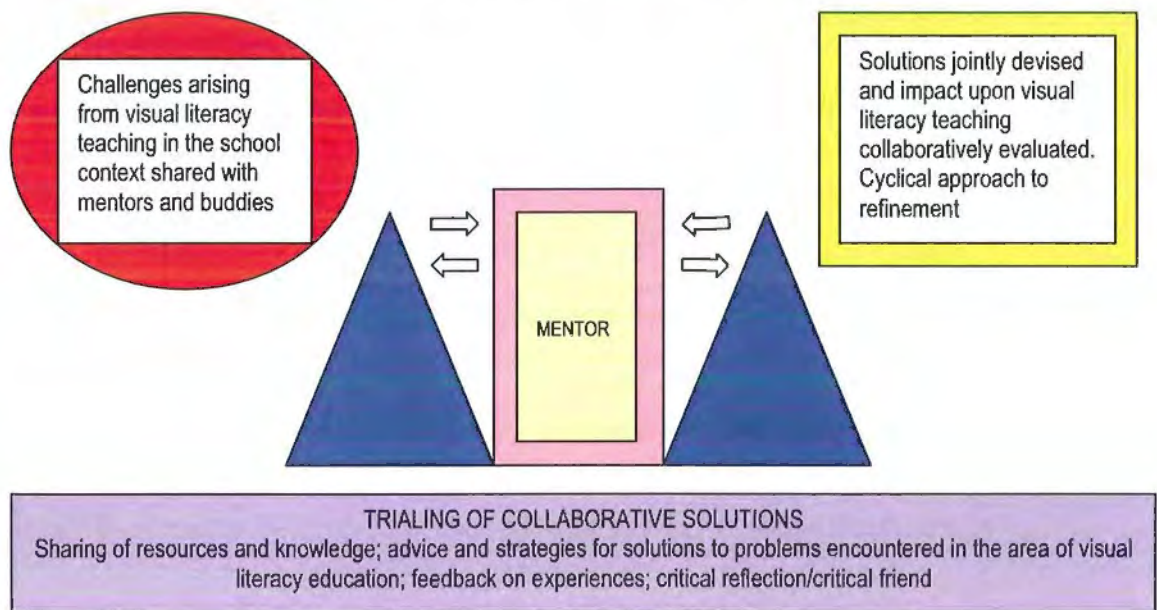 Challenges arising
from visual literacy
teaching in the school
context shared with
mentors and buddies
Solutions jointly devised
and impact upon visual
literacy teaching
collaboratively evaluated.
Cyclical approach to
refinement
MENTOR
TRIALING OF COLLABORATIVE SOLUTIONS
Sharing of resources and knowledge; advice and strategies for solutions to problems encountered in the area of visual
literacy education; feedback on experiences; critical reflection/critical friend